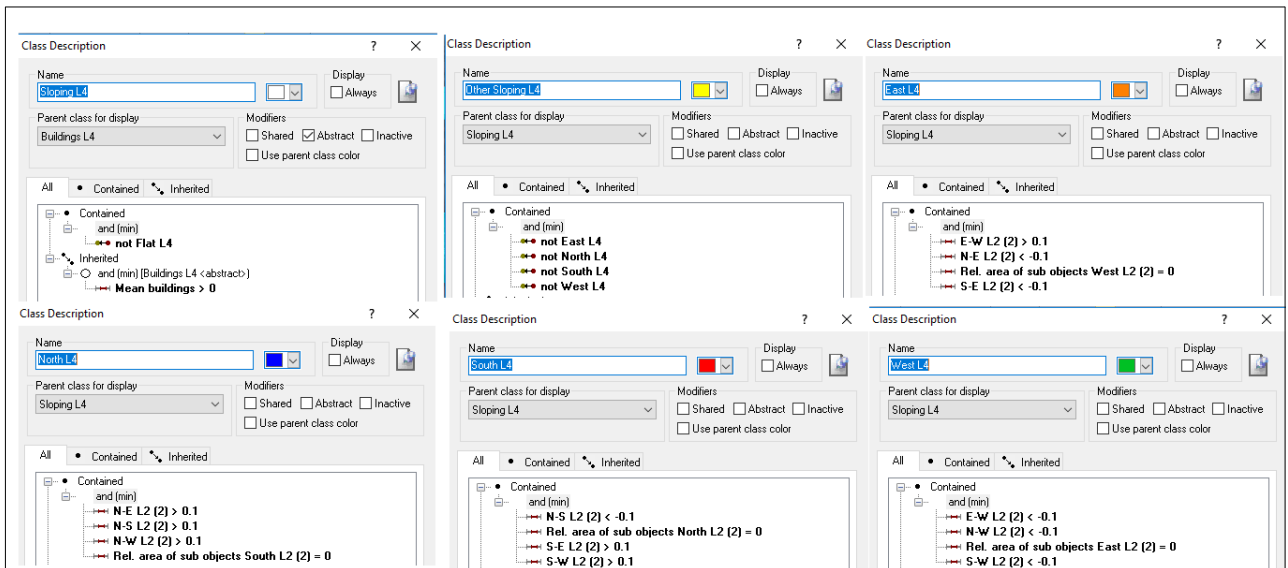 Class Description ? ×
Name
Sloping L4
Display
Always
Parent class for display
Buildings L4
Modifiers
Shared Abstract Inactive
Use parent class color
All Contained Inherited
Contained
and (min)
not Flat L4
Inherited
and (min) [Buildings L4 <abstract>]
Mean buildings > 0
Class Description ? ×
Name
Other Sloping L4
Display
Always
Parent class for display
Sloping L4
Modifiers
Shared Abstract Inactive
Use parent class color
All Contained Inherited
Contained
and (min)
not East L4
not North L4
not South L4
not West L4
Class Description ? ×
Name
East L4
Display
Always
Parent class for display
Sloping L4
Modifiers
Shared Abstract Inactive
Use parent class color
All Contained Inherited
Contained
and (min)
E-W L2 (2) > 0.1
N-E L2 (2) < -0.1
Rel. area of sub objects West L2 (2) = 0
S-E L2 (2) < -0.1
Class Description ? ×
Name
North L4
Display
Always
Parent class for display
Sloping L4
Modifiers
Shared Abstract Inactive
Use parent class color
All Contained Inherited
Contained
and (min)
N-E L2 (2) > 0.1
N-S L2 (2) > 0.1
N-W L2 (2) > 0.1
Rel. area of sub objects South L2 (2) = 0
Class Description ? ×
Name
South L4
Display
Always
Parent class for display
Sloping L4
Modifiers
Shared Abstract Inactive
Use parent class color
All Contained Inherited
Contained
and (min)
N-S L2 (2) < -0.1
Rel. area of sub objects North L2 (2) = 0
S-E L2 (2) > 0.1
S-W L2 (2) > 0.1
Class Description ? ×
Name
West L4
Display
Always
Parent class for display
Sloping L4
Modifiers
Shared Abstract Inactive
Use parent class color
All Contained Inherited
Contained
and (min)
E-W L2 (2) < -0.1
N-W L2 (2) < -0.1
Rel. area of sub objects East L2 (2) = 0
S-W L2 (2) < -0.1